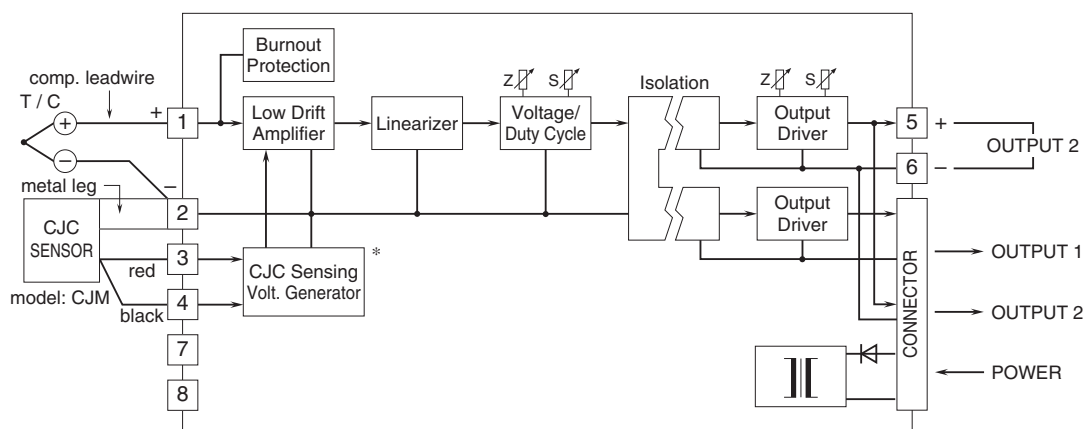 Burnout
Protection
comp. leadwire
T / C
+
+
−
−
metal leg
1
2
3
4
7
8
CJC
SENSOR
model: CJM
red
black
Low Drift
Amplifier
Linearizer
Z
S
Voltage/
Duty Cycle
Isolation
Z
S
Output
Driver
Output
Driver
CJC Sensing
Volt. Generator
*
5
+
6
−
OUTPUT 2
CONNECTOR
OUTPUT 1
OUTPUT 2
POWER